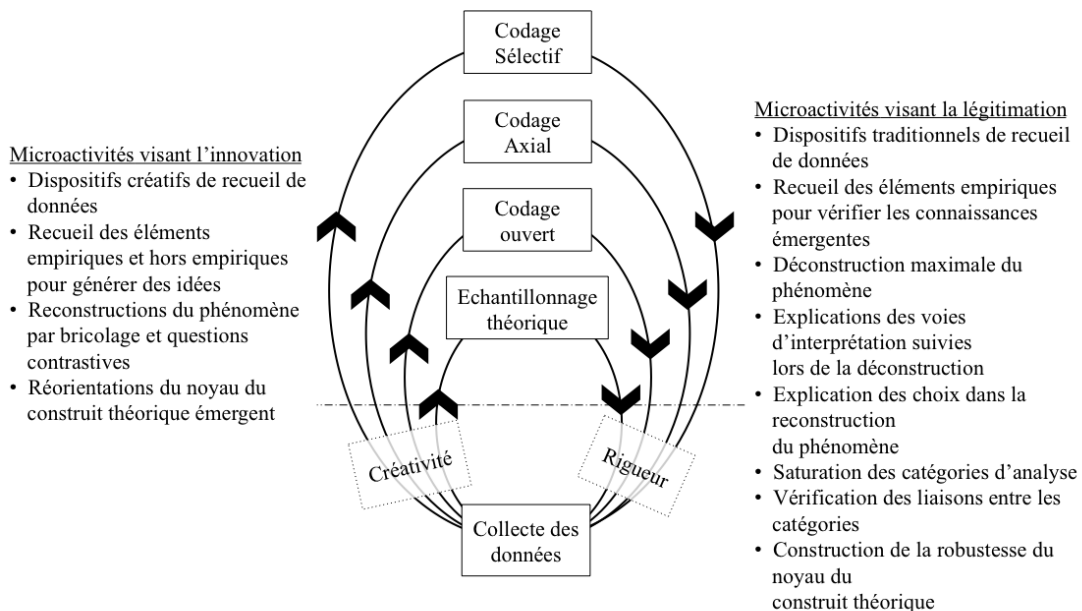 Microactivités visant l’innovation
• Dispositifs créatifs de recueil de
données
• Recueil des éléments
empiriques et hors empiriques
pour générer des idées
• Reconstructions du phénomène
par bricolage et questions
contrastives
• Réorientations du noyau du
construit théorique émergent
Codage
Sélectif
Codage
Axial
Codage
ouvert
Echantillonnage
théorique
Créativité
Rigueur
Collecte des
données
Microactivités visant la légitimation
• Dispositifs traditionnels de recueil
de données
• Recueil des éléments empiriques
pour vérifier les connaissances
émergentes
• Déconstruction maximale du
phénomène
• Explications des voies
d’interprétation suivies
lors de la déconstruction
• Explication des choix dans la
reconstruction
du phénomène
• Saturation des catégories d’analyse
• Vérification des liaisons entre les
catégories
• Construction de la robustesse du
noyau du
construit théorique